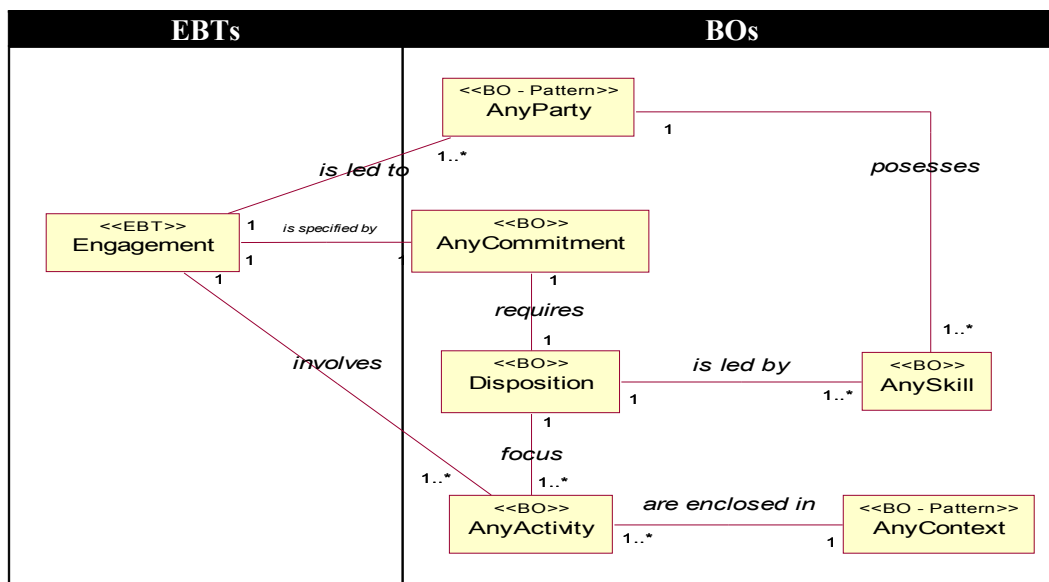 EBTs
BOs
<<BO - Pattern>>
AnyParty
1
1..*
is led to
posesses
<<EBT>>
Engagement
1
is specified by
1
1
1
<<BO>>
AnyCommitment
1
requires
1
1..*
involves
<<BO>>
Disposition
1
is led by
1..*
<<BO>>
AnySkill
1
focus
1..*
1..*
<<BO>>
AnyActivity
are enclosed in
1..*
1
<<BO - Pattern>>
AnyContext